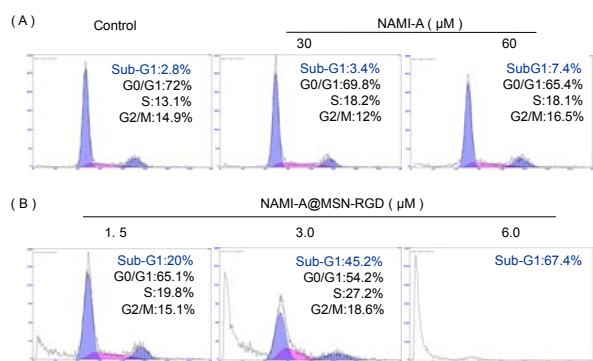 ( A )
Control
NAMI-A ( μM )
30
60
Sub-G1:2.8%
G0/G1:72%
S:13.1%
G2/M:14.9%
Sub-G1:3.4%
G0/G1:69.8%
S:18.2%
G2/M:12%
SubG1:7.4%
G0/G1:65.4%
S:18.1%
G2/M:16.5%
( B )
NAMI-A@MSN-RGD ( μM )
1. 5
3.0
6.0
Sub-G1:20%
G0/G1:65.1%
S:19.8%
G2/M:15.1%
Sub-G1:45.2%
G0/G1:54.2%
S:27.2%
G2/M:18.6%
Sub-G1:67.4%